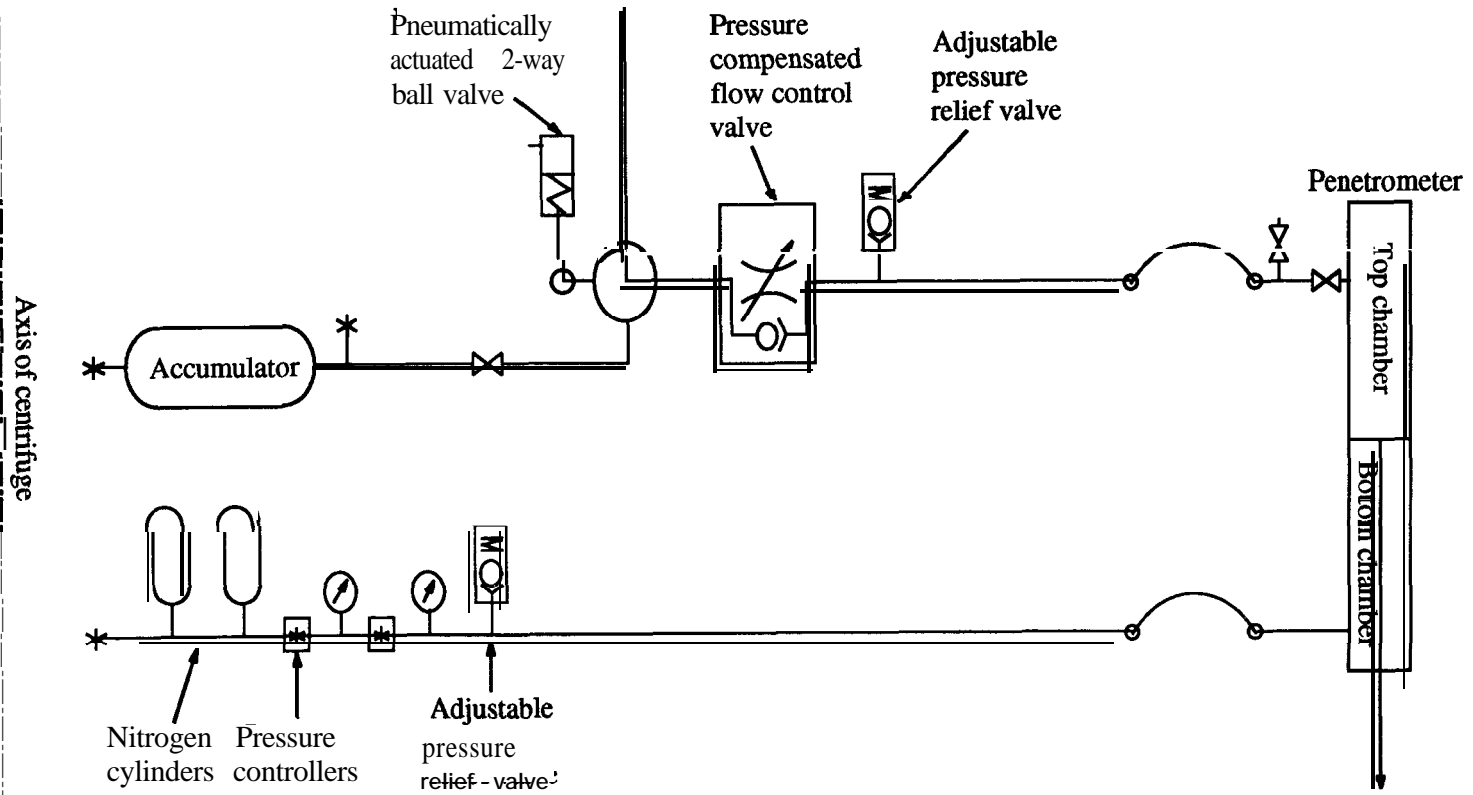 Pneumatically
actuated 2-way
ball valve
Pressure
compensated
flow control
valve
Adjustable
pressure
relief valve
Penetrometer
Top chamber
Accumulator
Axis of centrifuge
Bottom chamber
Nitrogen
cylinders
Pressure
controllers
Adjustable
pressure
relief - valve